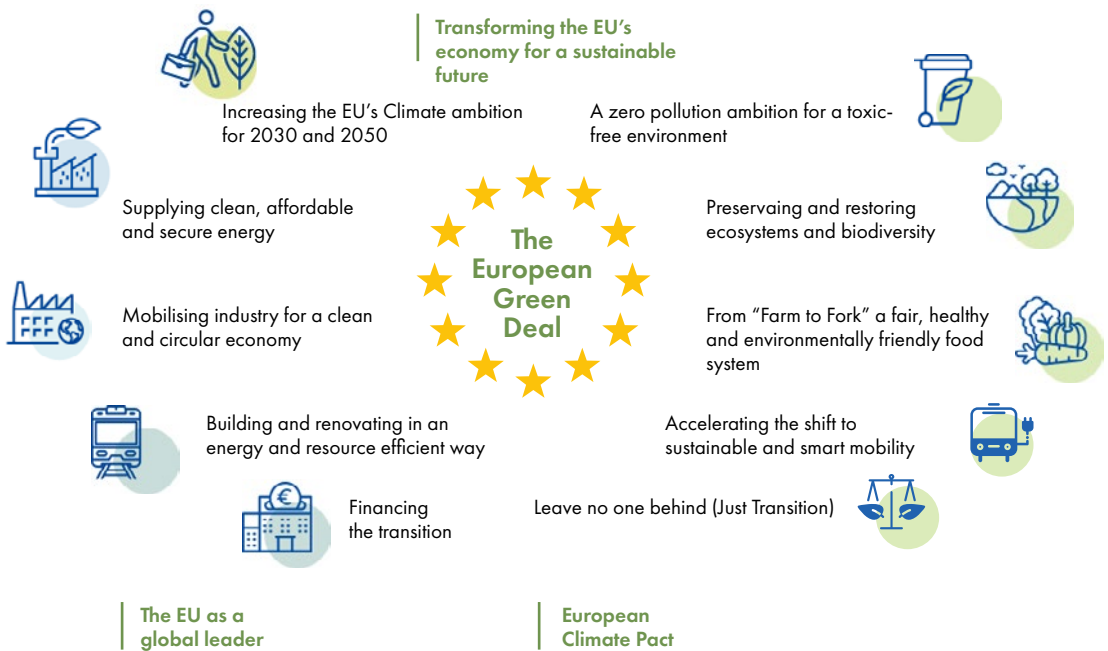 Transforming the EU's
economy for a sustainable
future
Increasing the EU's Climate ambition
for 2030 and 2050
A zero pollution ambition for a toxic-
free environment
Supplying clean, affordable
and secure energy
Preservaing and restoring
ecosystems and biodiversity
The
European
Green
Deal
Mobilising industry for a clean
and circular economy
From “Farm to Fork” a fair, healthy
and environmentally friendly food
system
Building and renovating in an
energy and resource efficient way
Accelerating the shift to
sustainable and smart mobility
€
Financing
the transition
Leave no one behind (Just Transition)
The EU as a
global leader
European
Climate Pact